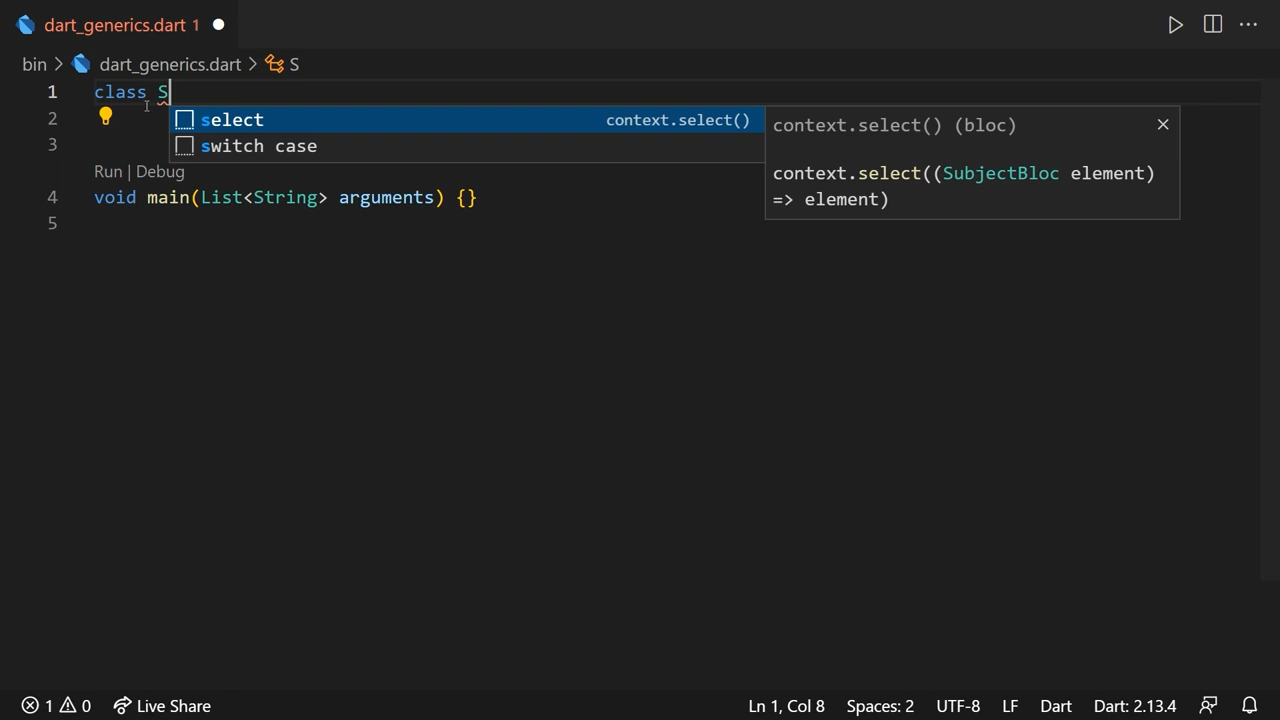 dart_generics.dart 1
bin > dart_generics.dart > S
1 class S
2
3
select context.select()
switch case
context.select() (bloc)
context.select((SubjectBloc element)
=> element)
Run | Debug
4 void main(List<String> arguments) {}
5
1 0 Live Share Ln 1, Col 8 Spaces: 2 UTF-8 LF Dart Dart: 2.13.4